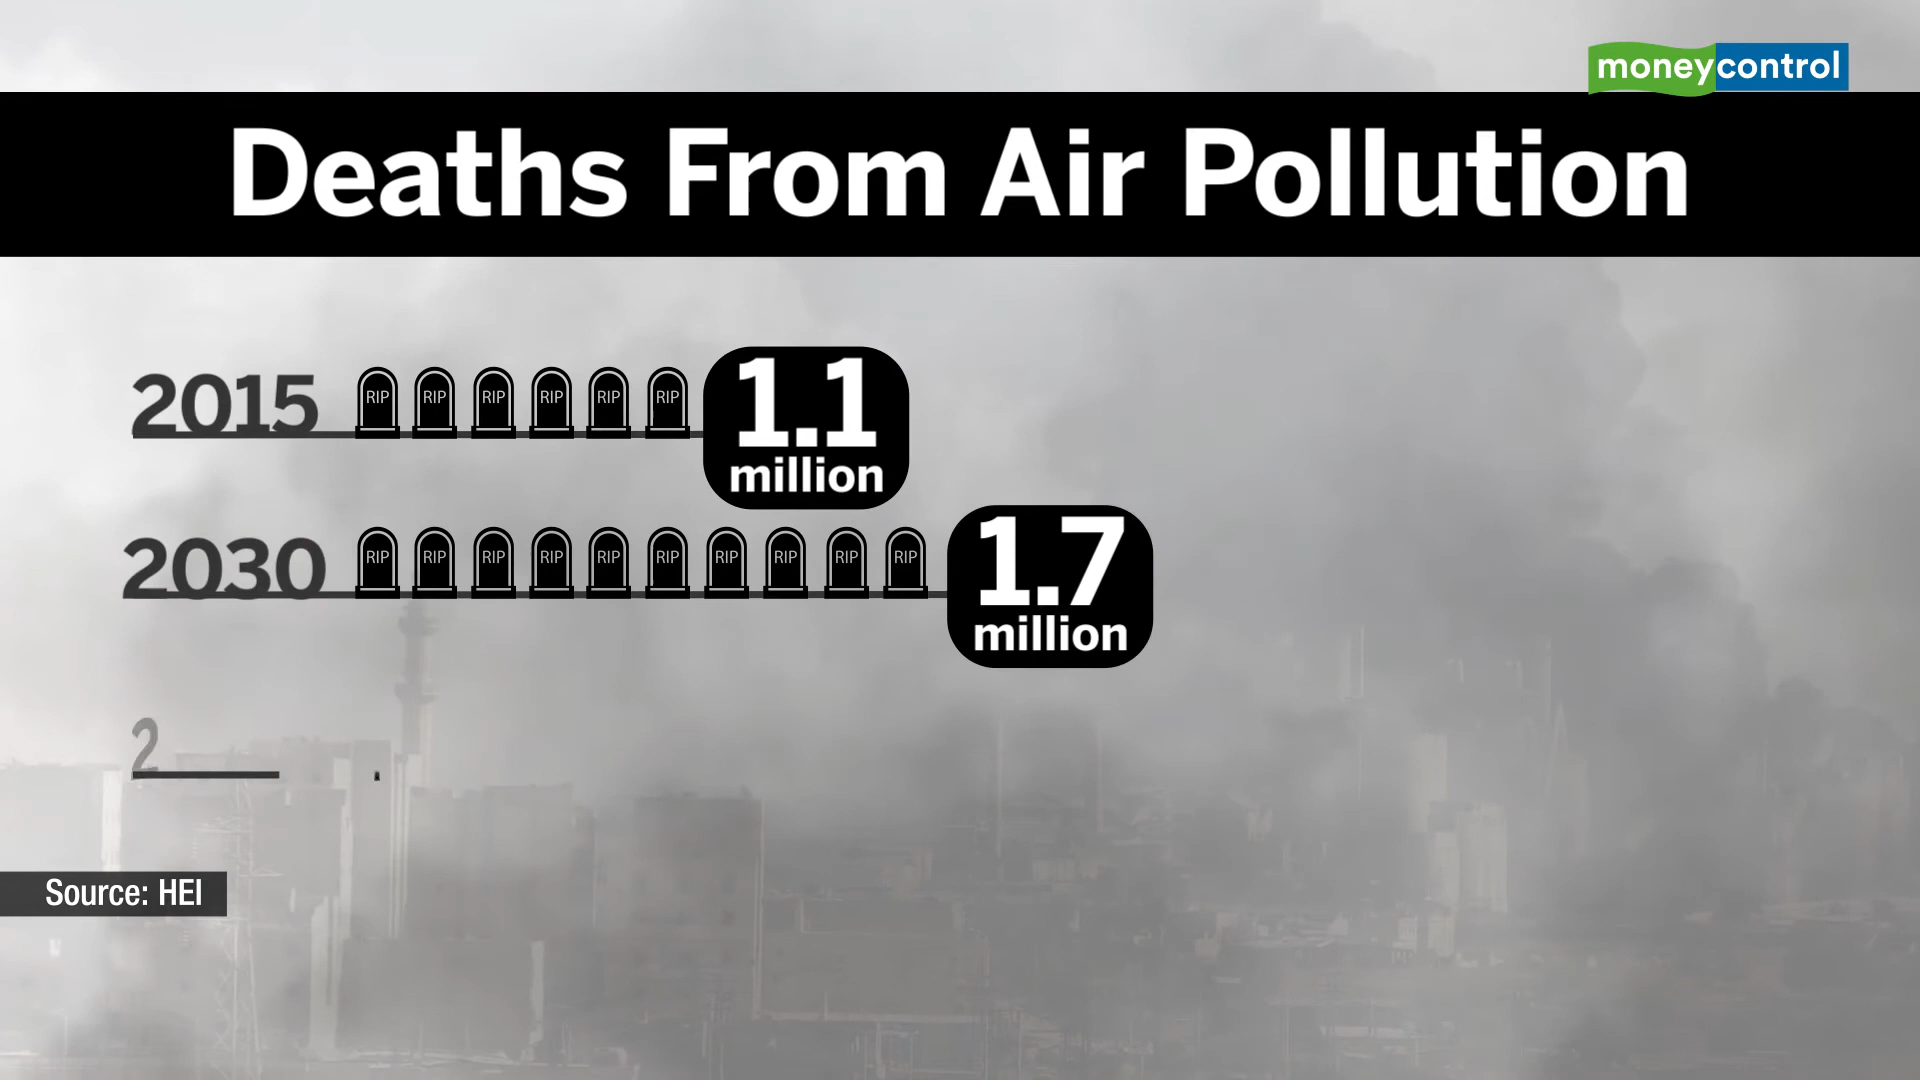 moneycontrol
Deaths From Air Pollution
2015 RIP RIP RIP RIP RIP RIP 1.1
million
2030 RIP RIP RIP RIP RIP RIP RIP RIP RIP RIP 1.7
million
2
Source: HEI